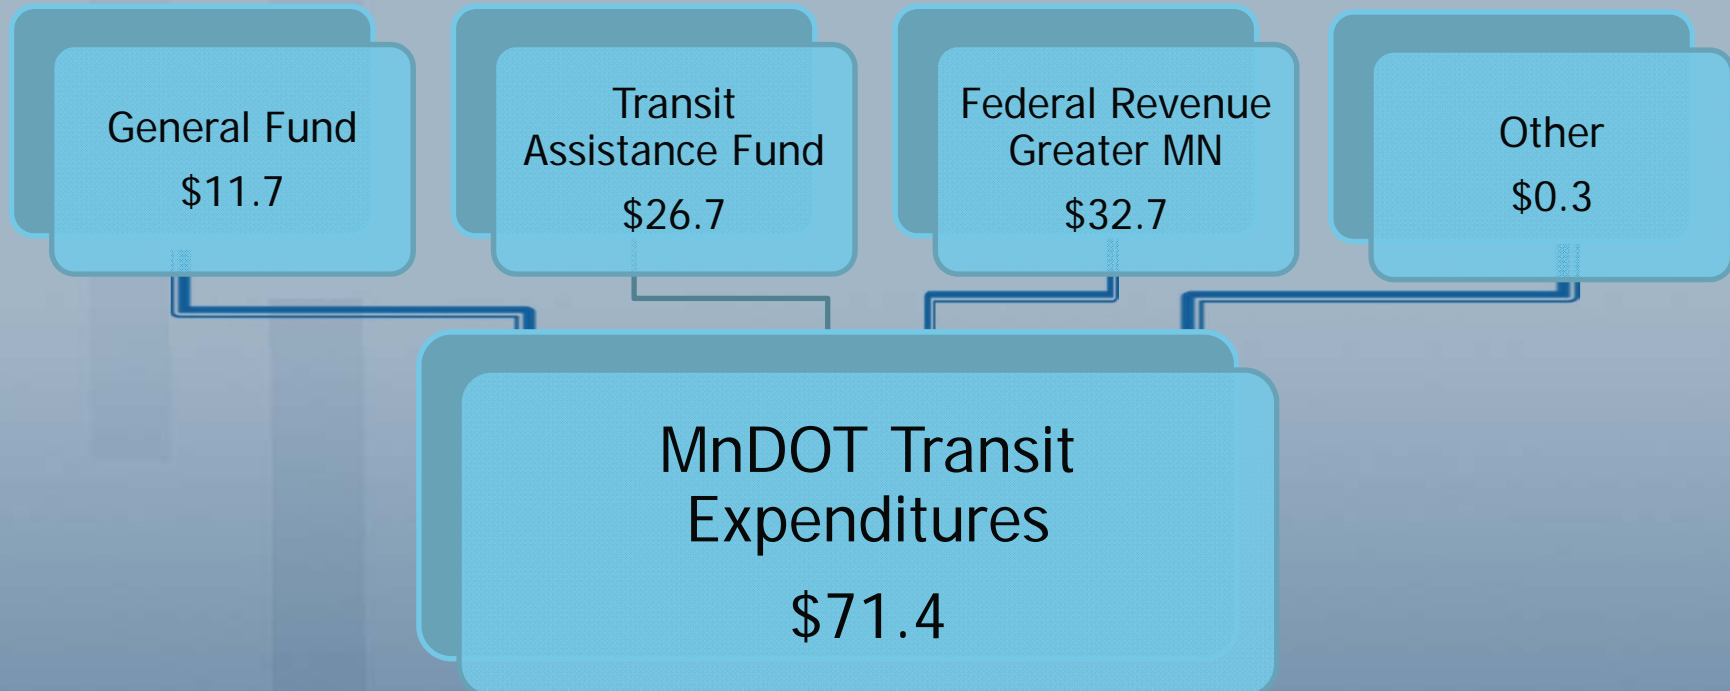 General Fund
$11.7
Transit
Assistance Fund
$26.7
Federal Revenue
Greater MN
$32.7
Other
$0.3
MnDOT Transit
Expenditures
$71.4